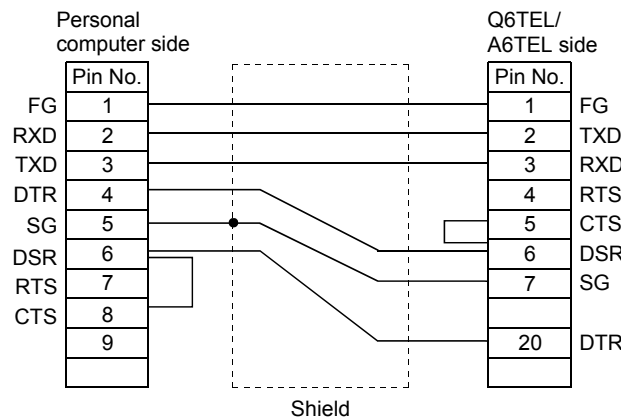 Personal
computer side
Q6TEL/
A6TEL side
Pin No.
Pin No.
FG 1 1 FG
RXD 2 2 TXD
TXD 3 3 RXD
DTR 4 4 RTS
SG 5 5 CTS
DSR 6 6 DSR
RTS 7 7 SG
CTS 8
9 20 DTR
Shield